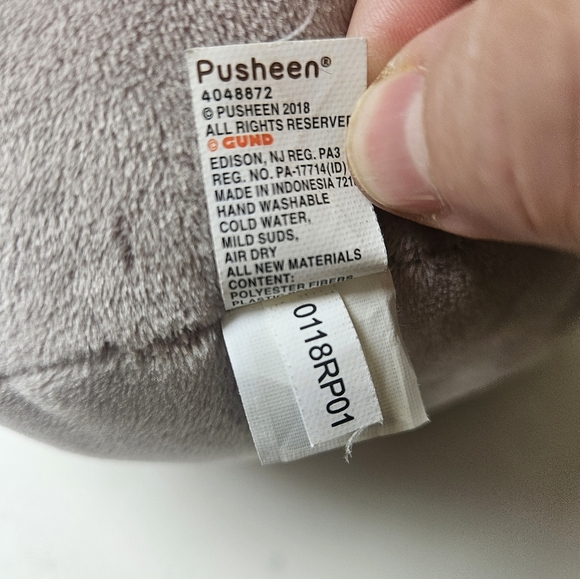 Pusheen®
4048872
© PUSHEEN 2018
ALL RIGHTS RESERVED
© GUND
EDISON, NJ REG. PA3
REG. NO. PA-17714(ID)
MADE IN INDONESIA 721
HAND WASHABLE
COLD WATER,
MILD SUDS,
AIR DRY
ALL NEW MATERIALS
CONTENT:
POLYESTER FIBERS
0118RP01